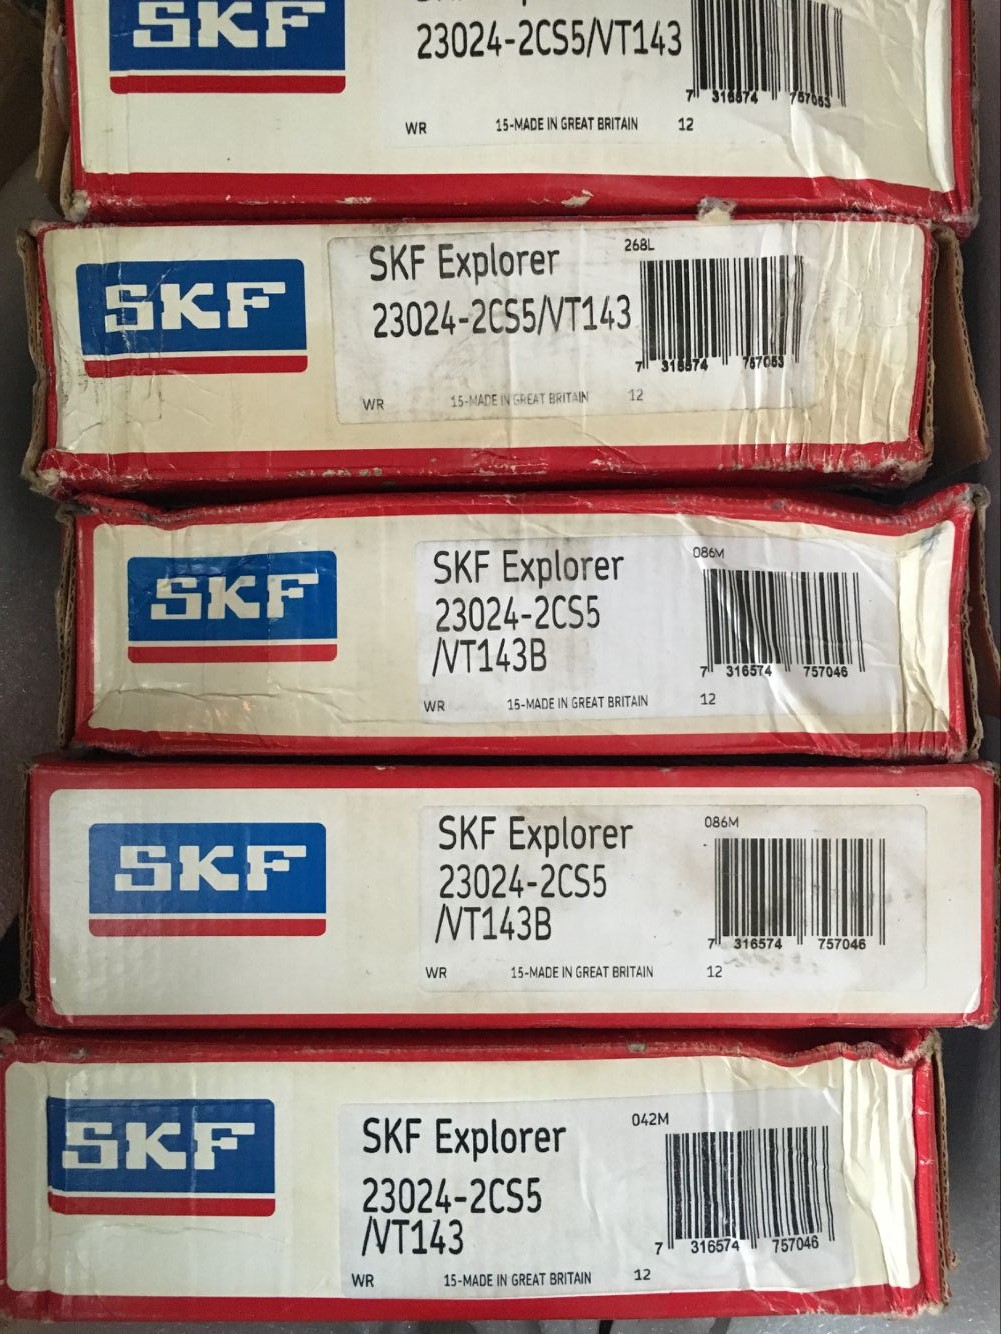 SKF
23024-2CS5/VT143
7 316574 757053
WR 15-MADE IN GREAT BRITAIN 12
SKF
SKF Explorer
268L
23024-2CS5/VT143
7 316574 757053
WR 15-MADE IN GREAT BRITAIN 12
SKF
SKF Explorer
086M
23024-2CS5
/VT143B
7 316574 757046
WR 15-MADE IN GREAT BRITAIN 12
SKF
SKF Explorer
086M
23024-2CS5
/VT143B
7 316574 757046
WR 15-MADE IN GREAT BRITAIN 12
SKF
SKF Explorer
042M
23024-2CS5
/VT143
7 316574 757046
WR 15-MADE IN GREAT BRITAIN 12